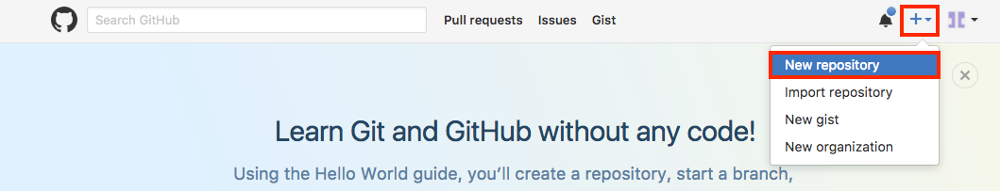 Search GitHub
Pull requests
Issues
Gist
New repository
Import repository
New gist
New organization
Learn Git and GitHub without any code!
Using the Hello World guide, you’ll create a repository, start a branch,